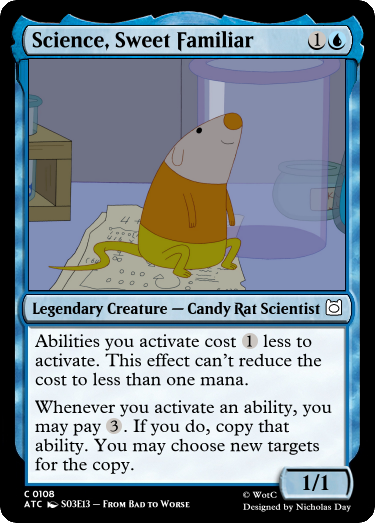 Science, Sweet Familiar 1
Legendary Creature — Candy Rat Scientist
Abilities you activate cost 1 less to
activate. This effect can't reduce the
cost to less than one mana.
Whenever you activate an ability, you
may pay 3. If you do, copy that
ability. You may choose new targets
for the copy.
1/1
C 0108
ATC S03E13 – From Bad to Worse
© WotC
Designed by Nicholas Day